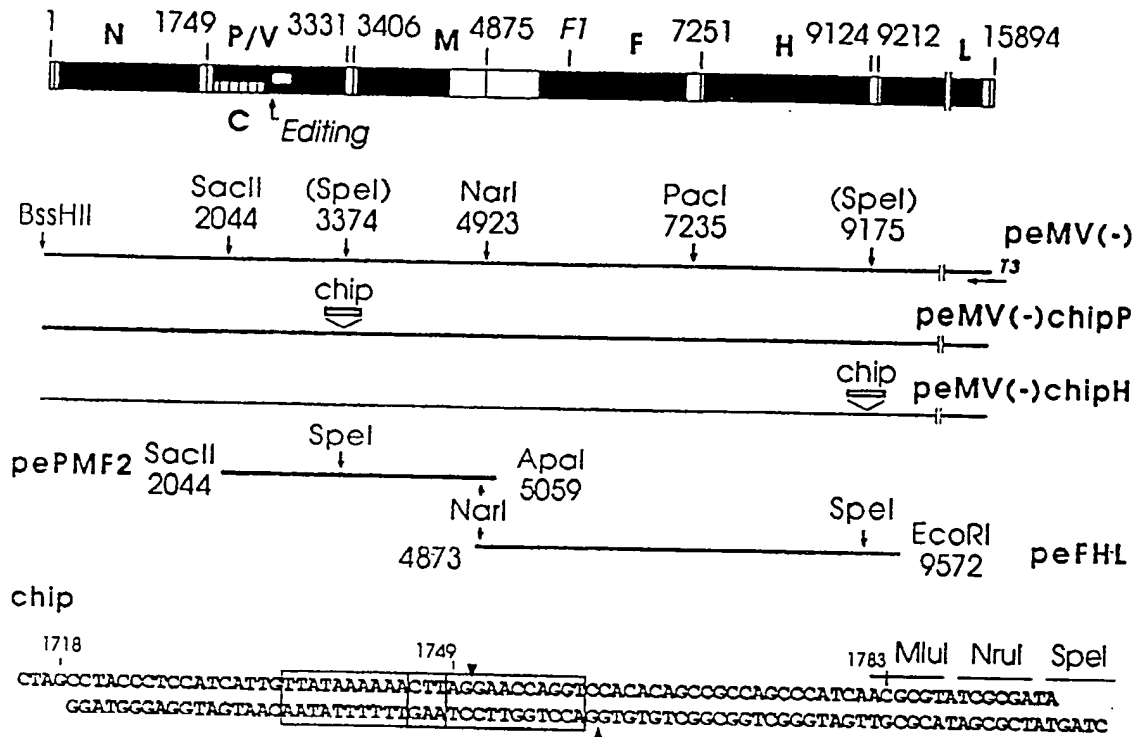 1 N 1749 P/V 3331 3406 M 4875 F1 F 7251 H 9124 9212 L 15894
C Editing
BssHII SacII 2044 (SpeI) 3374 NarI 4923 PacI 7235 (SpeI) 9175 peMV(-)
T3
chip
peMV(-)chipP
chip
peMV(-)chipH
pePMF2 SacII 2044 SpeI ApaI 5059
NarI 4873 SpeI EcoRI 9572 peFHL
chip
1718 1749 1783 MluI NruI SpeI
CTAGCCTACCCTCCATCATTGTTATAAAAAACTTAGGAACCAGGTCCACACAGCCGCCAGCCCATCAACGCGTATCGCGATA
GGATGGGAGGTAGTAACAATATTTTTTGAATCCTTGGTCCAGGTGTGTCGGCGGTCGGGTAGTTGCGCATAGCGCTATGATC